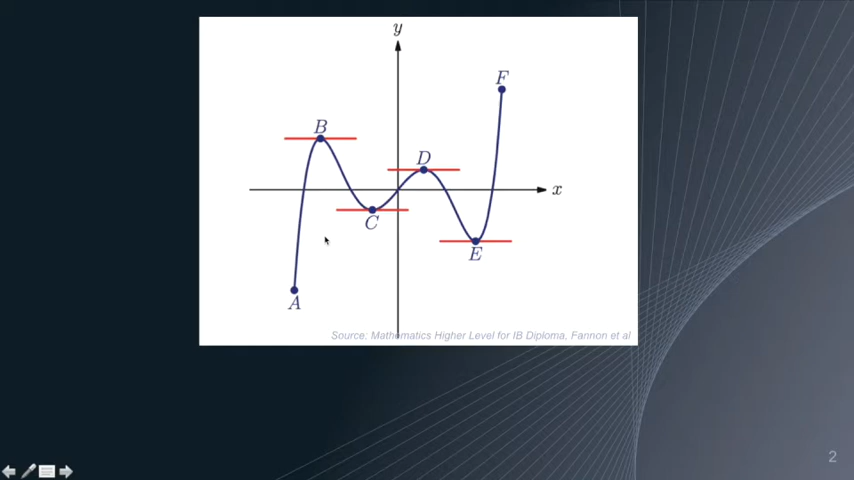 y
F
B
D
x
C
E
A
Source: Mathematics Higher Level for IB Diploma, Fannon et al
2